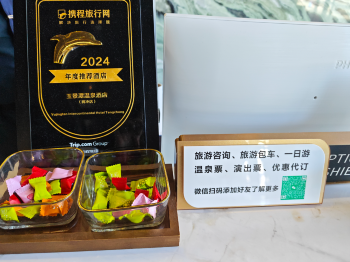 携程旅行网
2024
年度推荐酒店
Trip.com Group
旅游咨询、旅游包车、一日游
温泉票、演出票、优惠代订
微信扫码添加好友了解更多
PTI
SHIE